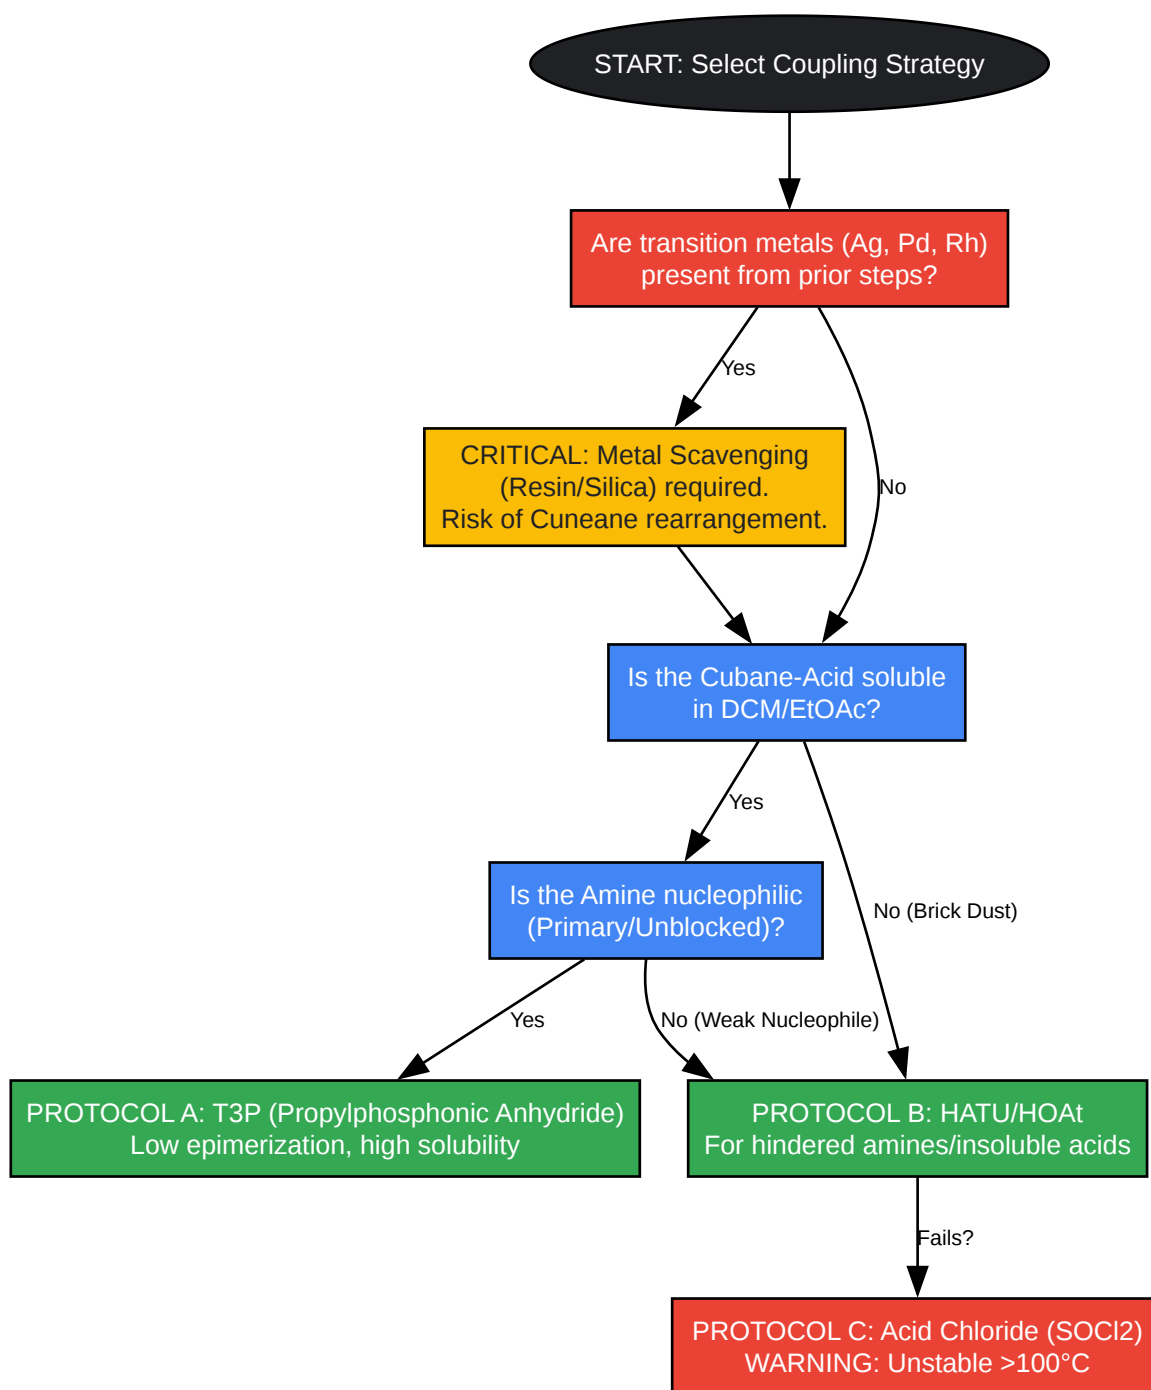 START: Select Coupling Strategy
Are transition metals (Ag, Pd, Rh)
present from prior steps?
Yes
No
CRITICAL: Metal Scavenging
(Resin/Silica) required.
Risk of Cuneane rearrangement.
Is the Cubane-Acid soluble
in DCM/EtOAc?
Yes
No (Brick Dust)
Is the Amine nucleophilic
(Primary/Unblocked)?
Yes
No (Weak Nucleophile)
PROTOCOL A: T3P (Propylphosphonic Anhydride)
Low epimerization, high solubility
PROTOCOL B: HATU/HOAt
For hindered amines/insoluble acids
Fails?
PROTOCOL C: Acid Chloride (SOCl2)
WARNING: Unstable >100°C